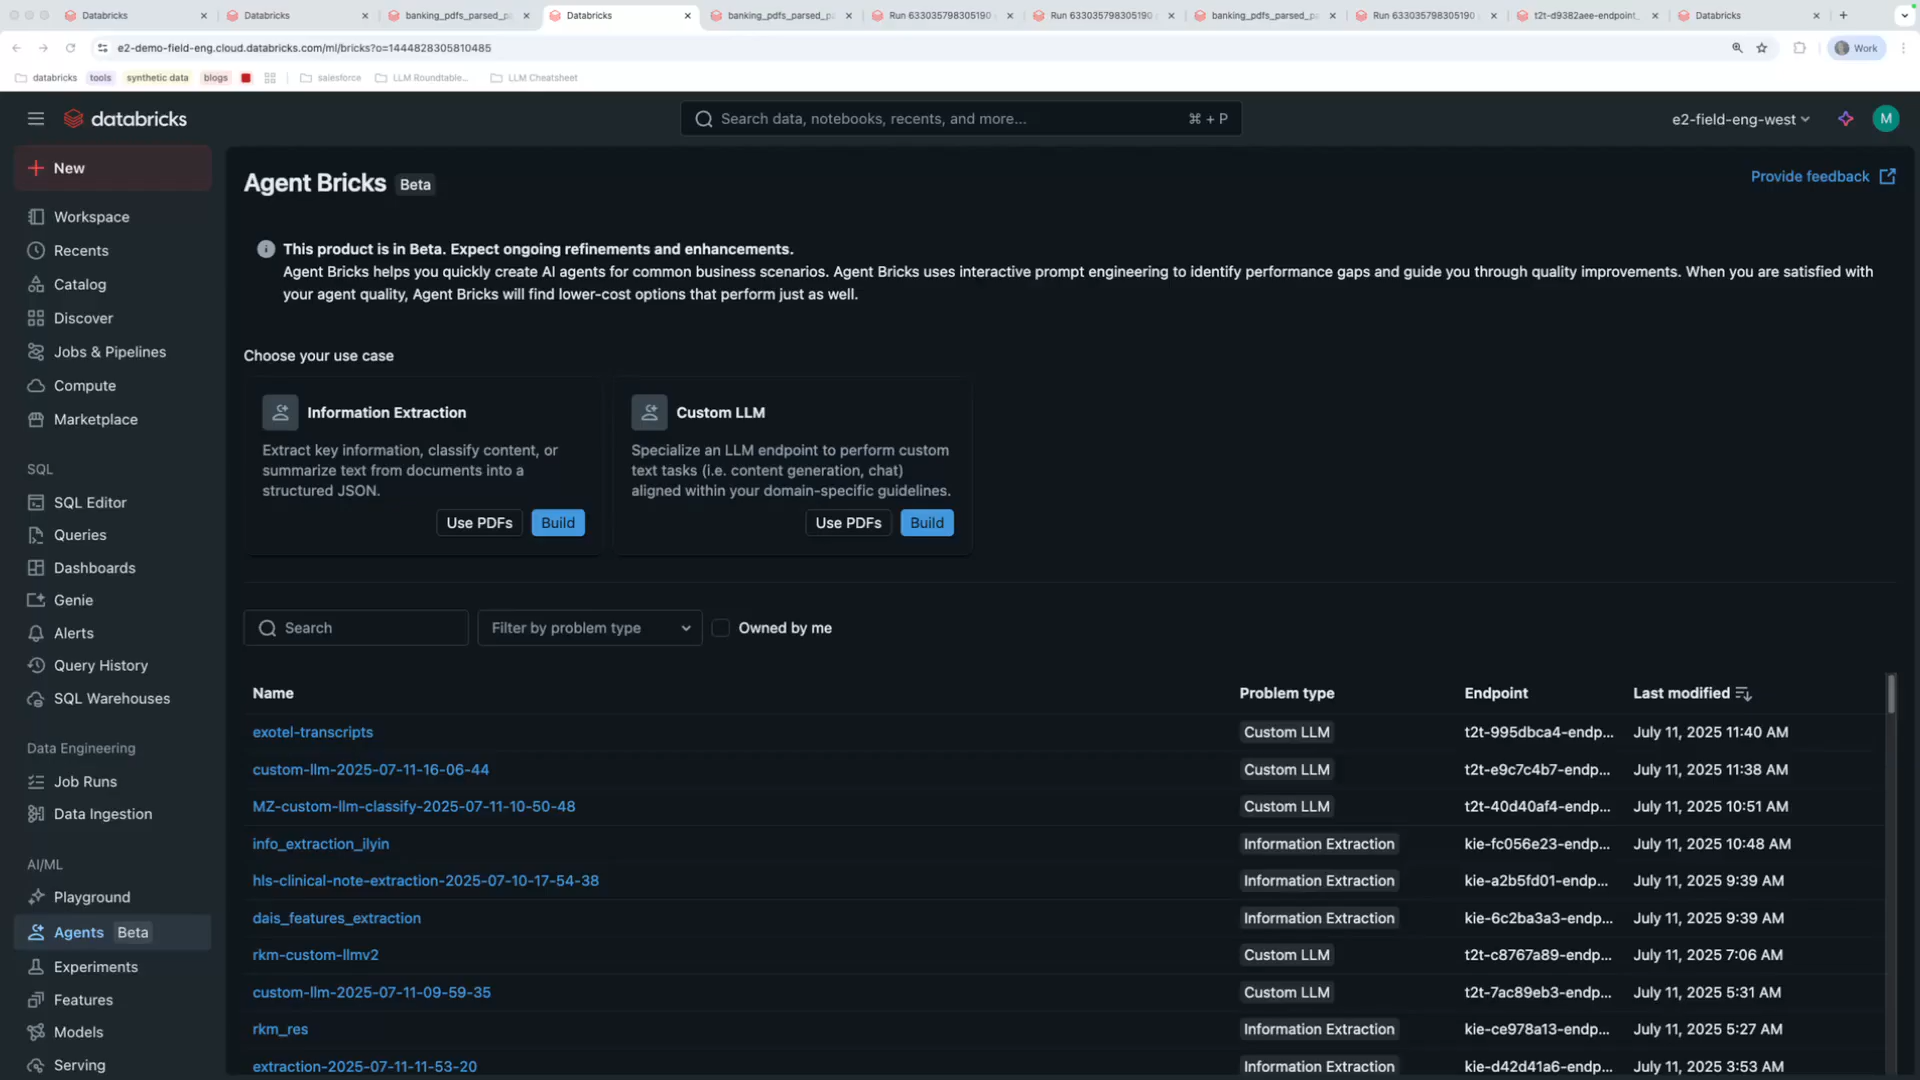 Databricks
Databricks
banking_pdfs_parsed_p
Databricks
banking_pdfs_parsed_p
Run 633035798305190
Run 633035798305190
banking_pdfs_parsed_p
Run 633035798305190
t2t-d9382aee-endpoint_
Databricks
e2-demo-field-eng.cloud.databricks.com/ml/bricks?o=1444828305810485
Work
databricks
tools
synthetic data
blogs
salesforce
LLM Roundtable...
LLM Cheatsheet
databricks
Search data, notebooks, recents, and more...
⌘ + P
e2-field-eng-west
M
New
Workspace
Recents
Catalog
Discover
Jobs & Pipelines
Compute
Marketplace
SQL
SQL Editor
Queries
Dashboards
Genie
Alerts
Query History
SQL Warehouses
Data Engineering
Job Runs
Data Ingestion
AI/ML
Playground
Agents Beta
Experiments
Features
Models
Serving
Agent Bricks Beta
Provide feedback
This product is in Beta. Expect ongoing refinements and enhancements.
Agent Bricks helps you quickly create AI agents for common business scenarios. Agent Bricks uses interactive prompt engineering to identify performance gaps and guide you through quality improvements. When you are satisfied with
your agent quality, Agent Bricks will find lower-cost options that perform just as well.
Choose your use case
Information Extraction
Extract key information, classify content, or
summarize text from documents into a
structured JSON.
Use PDFs
Build
Custom LLM
Specialize an LLM endpoint to perform custom
text tasks (i.e. content generation, chat)
aligned within your domain-specific guidelines.
Use PDFs
Build
Search
Filter by problem type
Owned by me
Name Problem type Endpoint Last modified
exotel-transcripts Custom LLM t2t-995dbca4-endp... July 11, 2025 11:40 AM
custom-llm-2025-07-11-16-06-44 Custom LLM t2t-e9c7c4b7-endp... July 11, 2025 11:38 AM
MZ-custom-llm-classify-2025-07-11-10-50-48 Custom LLM t2t-40d40af4-endp... July 11, 2025 10:51 AM
info_extraction_ilyin Information Extraction kie-fc056e23-endp... July 11, 2025 10:48 AM
hls-clinical-note-extraction-2025-07-10-17-54-38 Information Extraction kie-a2b5fd01-endp... July 11, 2025 9:39 AM
dais_features_extraction Information Extraction kie-6c2ba3a3-endp... July 11, 2025 9:39 AM
rkm-custom-llmv2 Custom LLM t2t-c8767a89-endp... July 11, 2025 7:06 AM
custom-llm-2025-07-11-09-59-35 Custom LLM t2t-7ac89eb3-endp... July 11, 2025 5:31 AM
rkm_res Information Extraction kie-ce978a13-endp... July 11, 2025 5:27 AM
extraction-2025-07-11-11-53-20 Information Extraction kie-d42d41a6-endp... July 11, 2025 3:53 AM